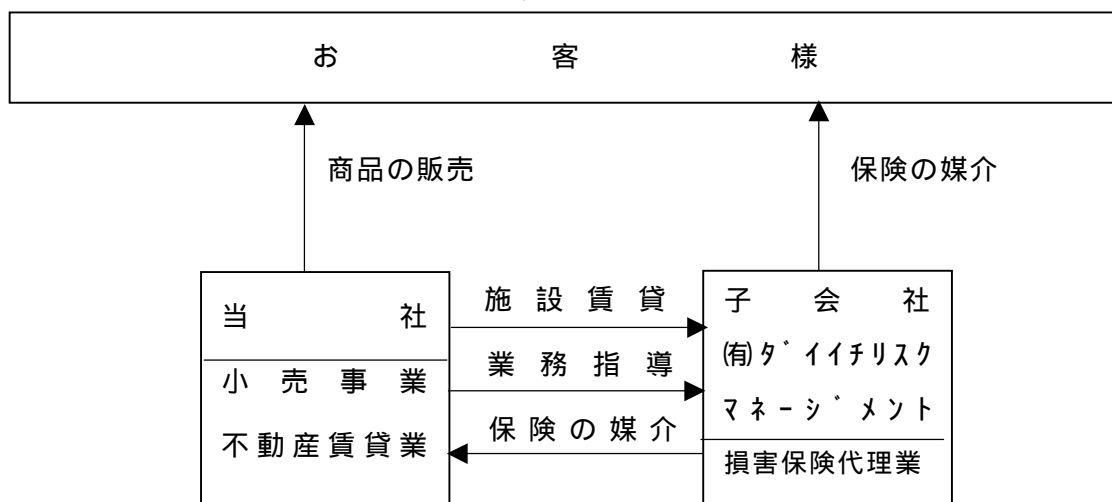 お客様
商品の販売
保険の媒介
当社
小売事業
不動産賃貸業
施設賃貸
業務指導
保険の媒介
子会社
㈲ダイイチリスク
マネージメント
損害保険代理業